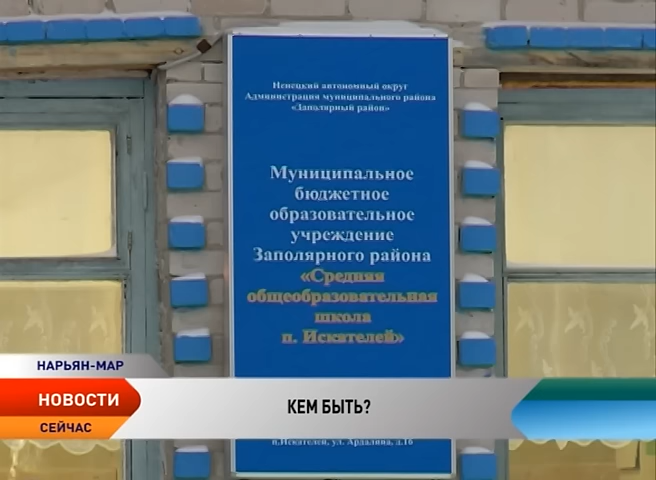 Ненецкий автономный округ
Администрация муниципального района
«Заполярный район»
Муниципальное
бюджетное
образовательное
учреждение
Заполярного района
«Средняя
общеобразовательная
школа
п. Искателей»
НАРЬЯН-МАР
НОВОСТИ
СЕЙЧАС
КЕМ БЫТЬ?
п.Искателей, ул. Ардалина, д.16